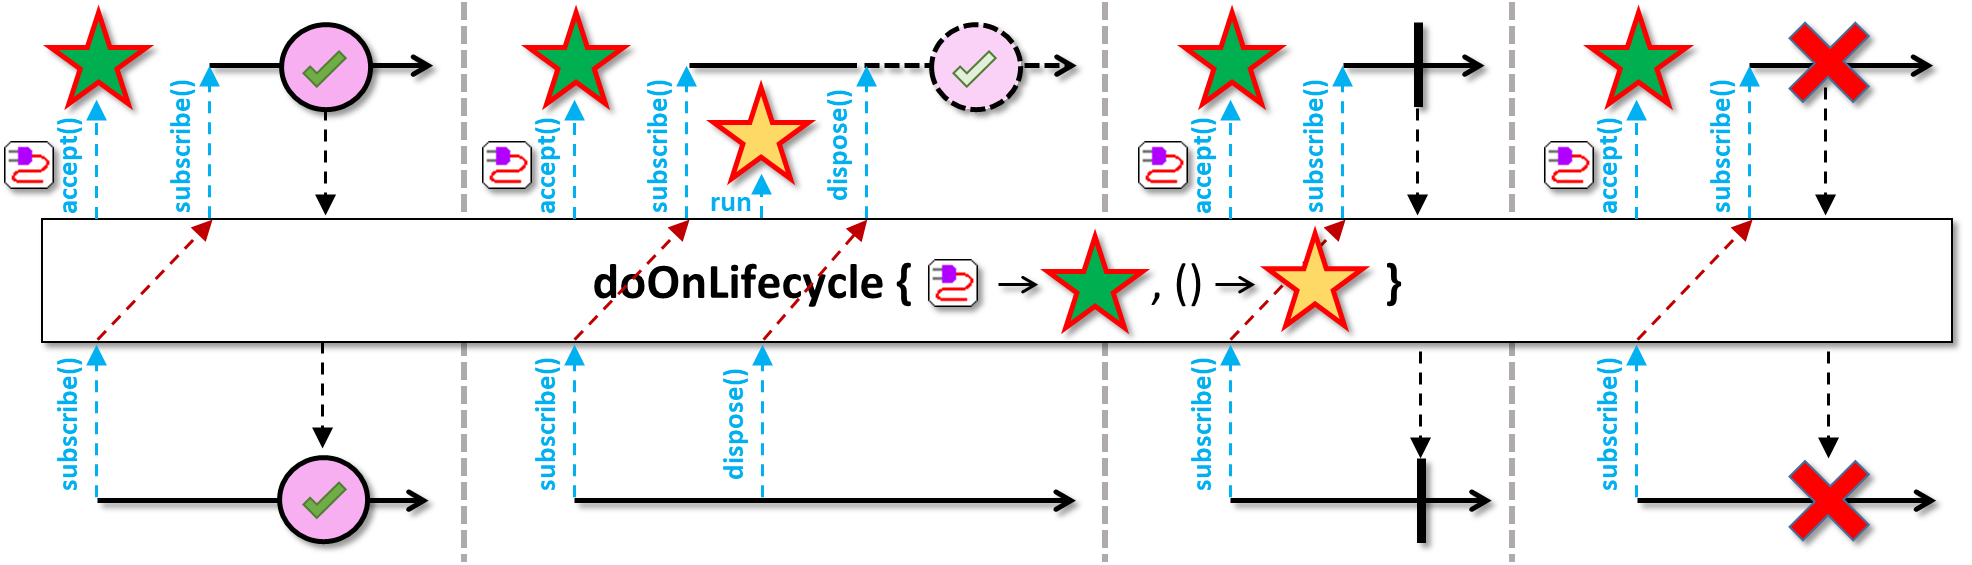 accept()
subscribe()
accept()
subscribe()
run
dispose()
accept()
subscribe()
accept()
subscribe()
doOnLifecycle { → , () → }
subscribe()
subscribe()
dispose()
subscribe()
subscribe()